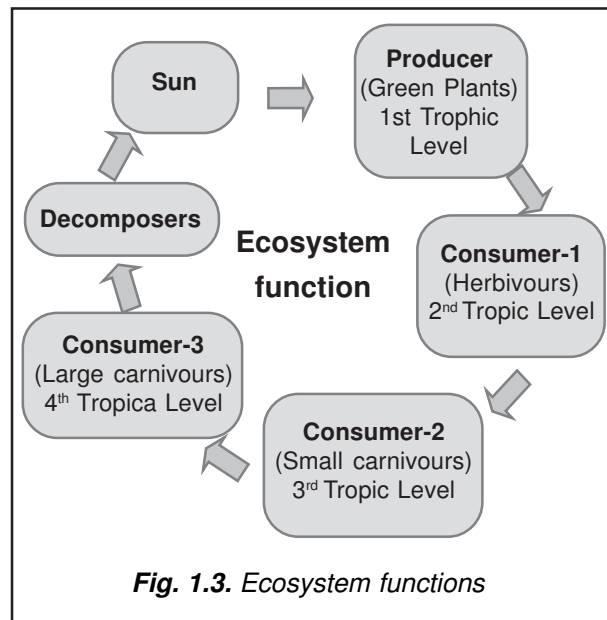 Sun
Producer
(Green Plants)
1st Trophic
Level
Decomposers
Ecosystem
function
Consumer-1
(Herbivours)
2nd Tropic Level
Consumer-3
(Large carnivours)
4th Tropica Level
Consumer-2
(Small carnivours)
3rd Tropic Level
Fig. 1.3. Ecosystem functions